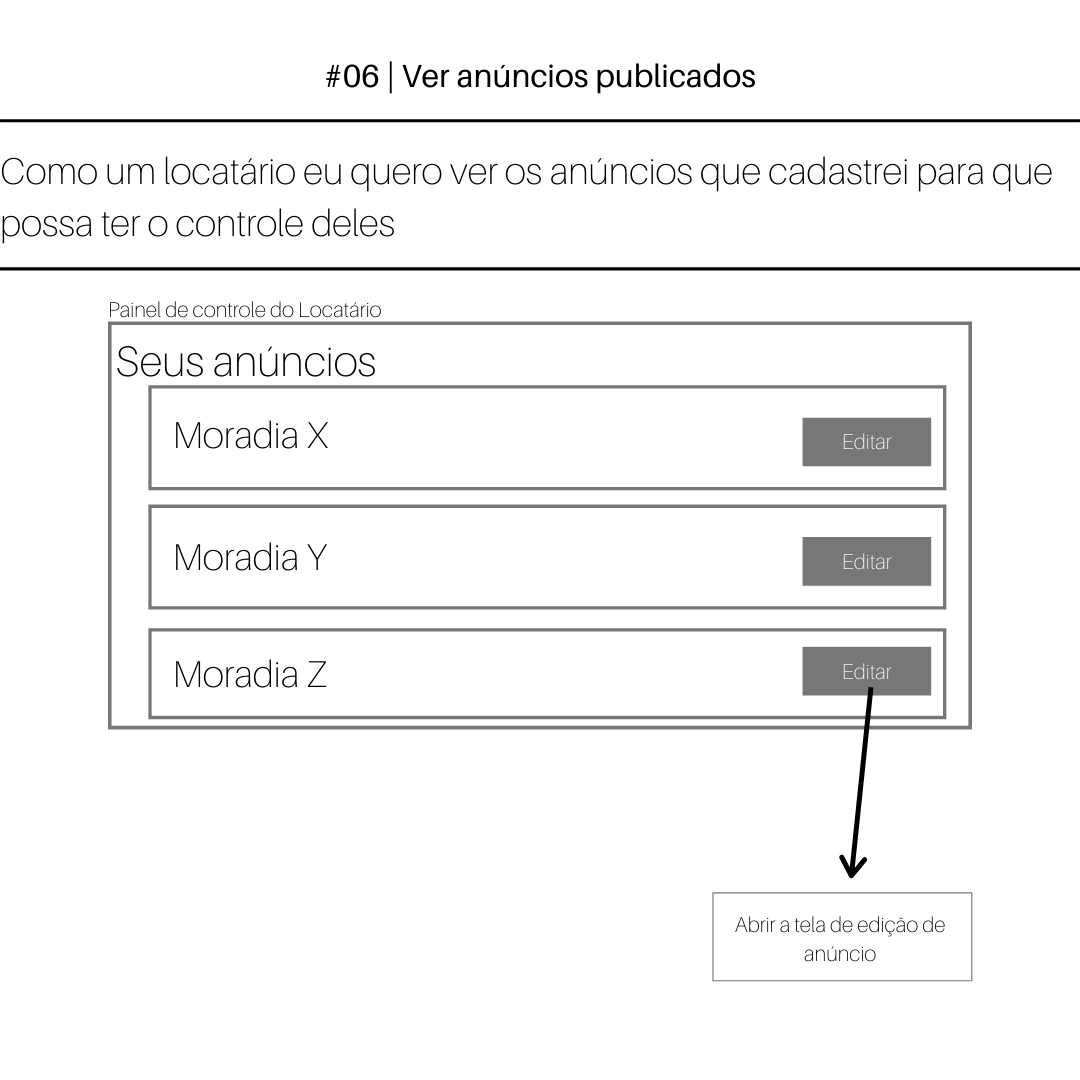 #06 | Ver anúncios publicados
Como um locatário eu quero ver os anúncios que cadastrei para que
possa ter o controle deles
Painel de controle do Locatário
Seus anúncios
Moradia X
Editar
Moradia Y
Editar
Moradia Z
Editar
Abrir a tela de edição de
anúncio